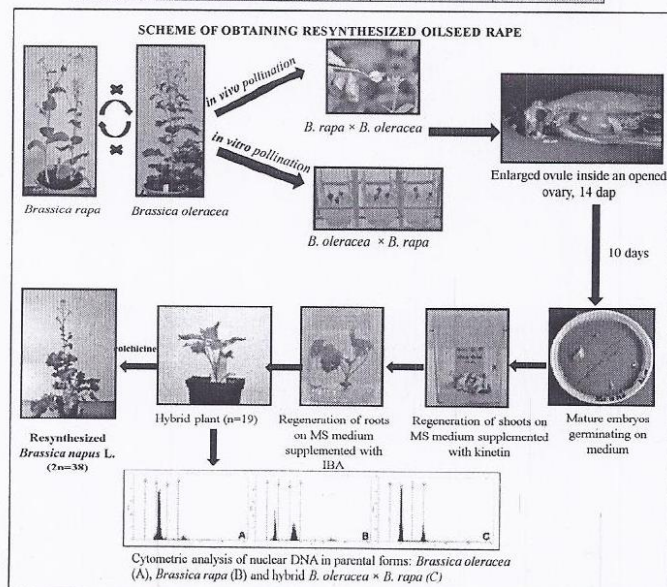 SCHEME OF OBTAINING RESYNTHESIZED OILSEED RAPE
in vivo pollination
in vitro pollination
Brassica rapa
Brassica oleracea
B. rapa × B. oleracea
B. oleracea × B. rapa
Enlarged ovule inside an opened
ovary, 14 dap
10 days
colchicine
Resynthesized
Brassica napus L.
(2n=38)
Hybrid plant (n=19)
Regeneration of roots
on MS medium
supplemented with
IBA
Regeneration of shoots on
MS medium supplemented
with kinetin
Mature embryos
germinating on
medium
A
B
C
Cytometric analysis of nuclear DNA in parental forms: Brassica oleracea
(A), Brassica rapa (B) and hybrid B. oleracea × B. rapa (C)